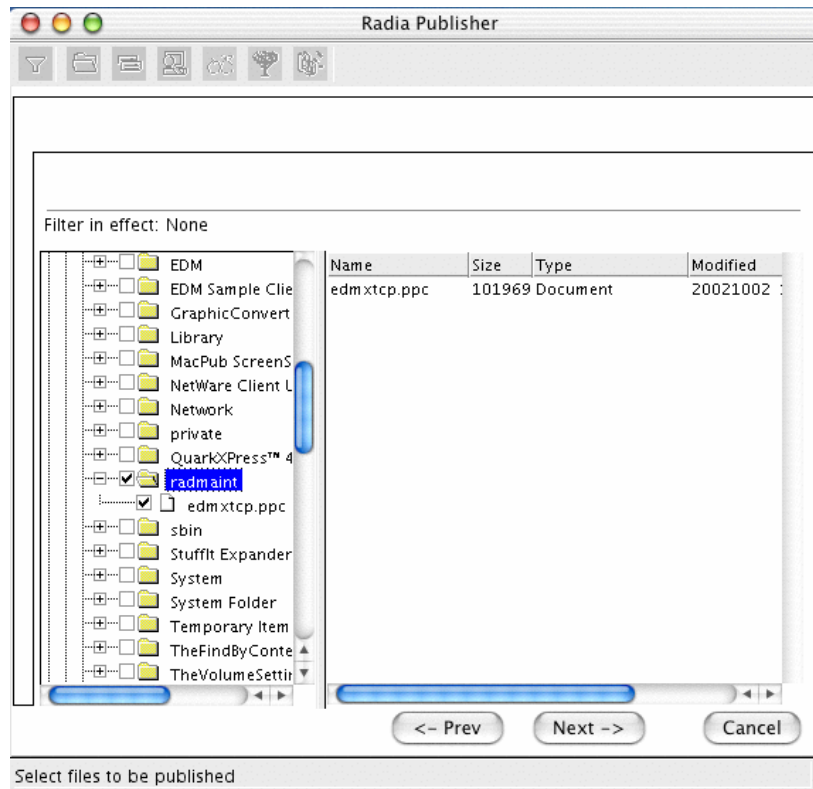 Radia Publisher
Filter in effect: None
EDM
EDM Sample Clie
GraphicConvert
Library
MacPub ScreenS
NetWare Client L
Network
private
QuarkXPress™ 4
radmaint
edmxtcp.ppc
sbin
StuffIt Expander
System
System Folder
Temporary Item
TheFindByConte
TheVolumeSettin
Name Size Type Modified
edmxtcp.ppc 101969 Document 20021002
<- Prev Next -> Cancel
Select files to be published